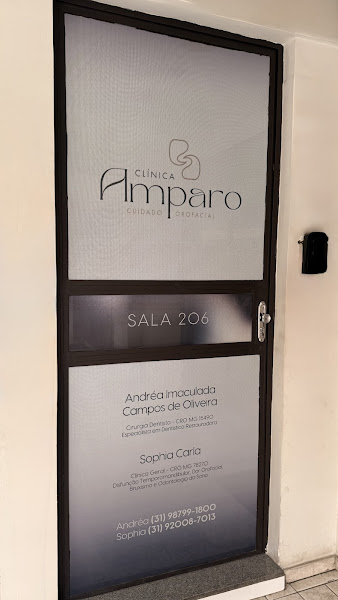 CLÍNICA
Amparo
CUIDADO OROFACIAL
SALA 206
Andréa Imaculada
Campos de Oliveira
Cirurgiã Dentista - CRO MG 15490
Especialista em Dentística Restauradora
Sophia Caria
Clínica Geral - CRO MG 78270
Disfunção Temporomandibular, Dor Orofacial,
Bruxismo e Odontologia do Sono
Andréa (31) 98799-1800
Sophia (31) 92008-7013